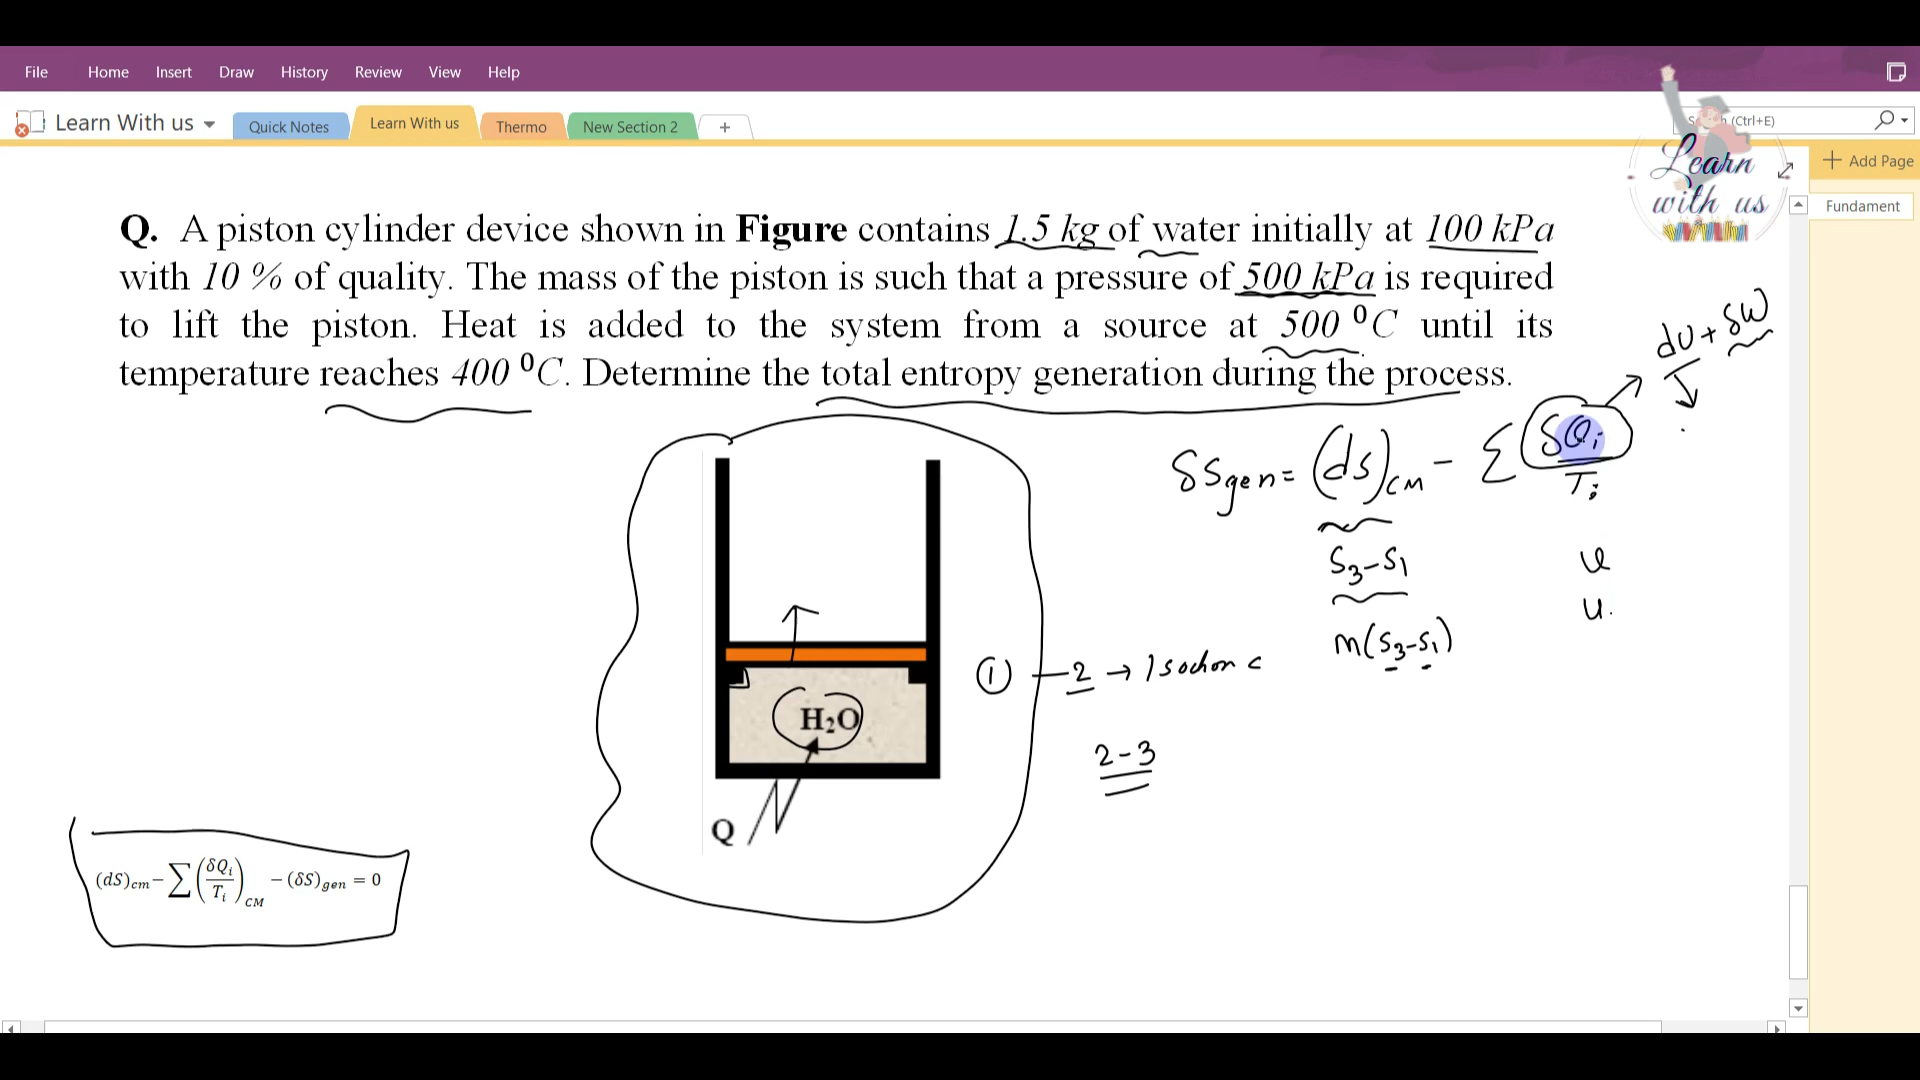 File Home Insert Draw History Review View Help
Learn With us Quick Notes Learn With us Thermo New Section 2 +
(Ctrl+E)
Learn
with us
+ Add Page
Fundament
Q. A piston cylinder device shown in Figure contains 1.5 kg of water initially at 100 kPa
with 10 % of quality. The mass of the piston is such that a pressure of 500 kPa is required
to lift the piston. Heat is added to the system from a source at 500 ⁰C until its
temperature reaches 400 ⁰C. Determine the total entropy generation during the process.
dU + δW
δSgen = (ds)CM - Σ δQi/Ti
S3-S1
m(s3-s1)
u.
① — 2 → Isochoric
2-3
H₂O
Q
(dS)cm − ∑ (δQi/Ti)CM − (δS)gen = 0